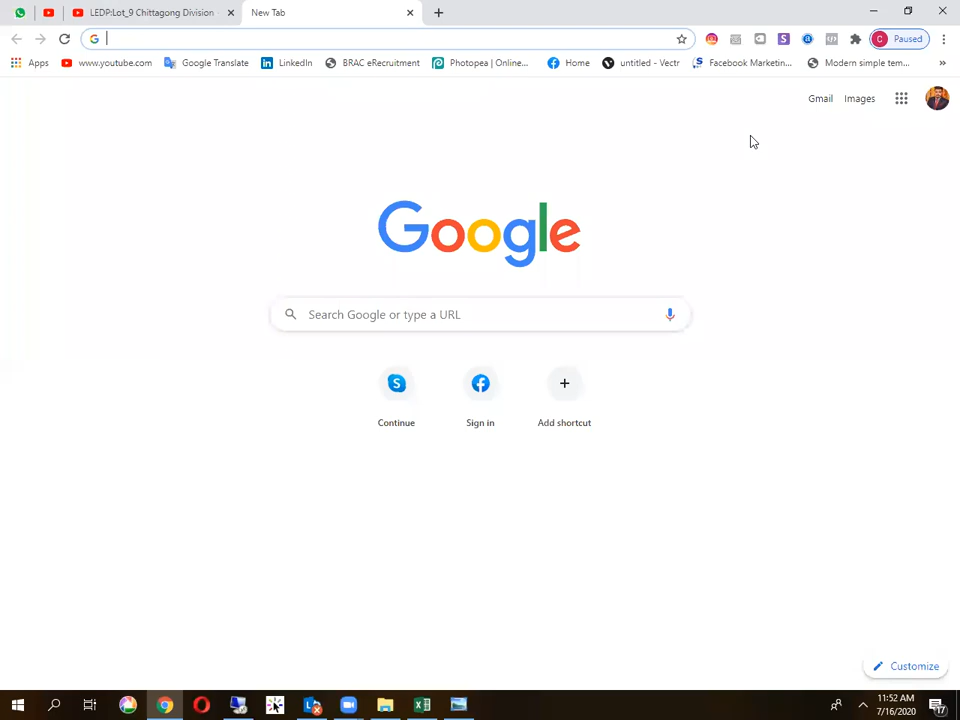 LEDP:Lot_9 Chittagong Division
New Tab
C Paused
Apps
www.youtube.com
Google Translate
LinkedIn
BRAC eRecruitment
Photopea | Online...
Home
untitled - Vectr
Facebook Marketin...
Modern simple tem...
Gmail
Images
Google
Search Google or type a URL
Continue
Sign in
Add shortcut
Customize
11:52 AM
7/16/2020
17